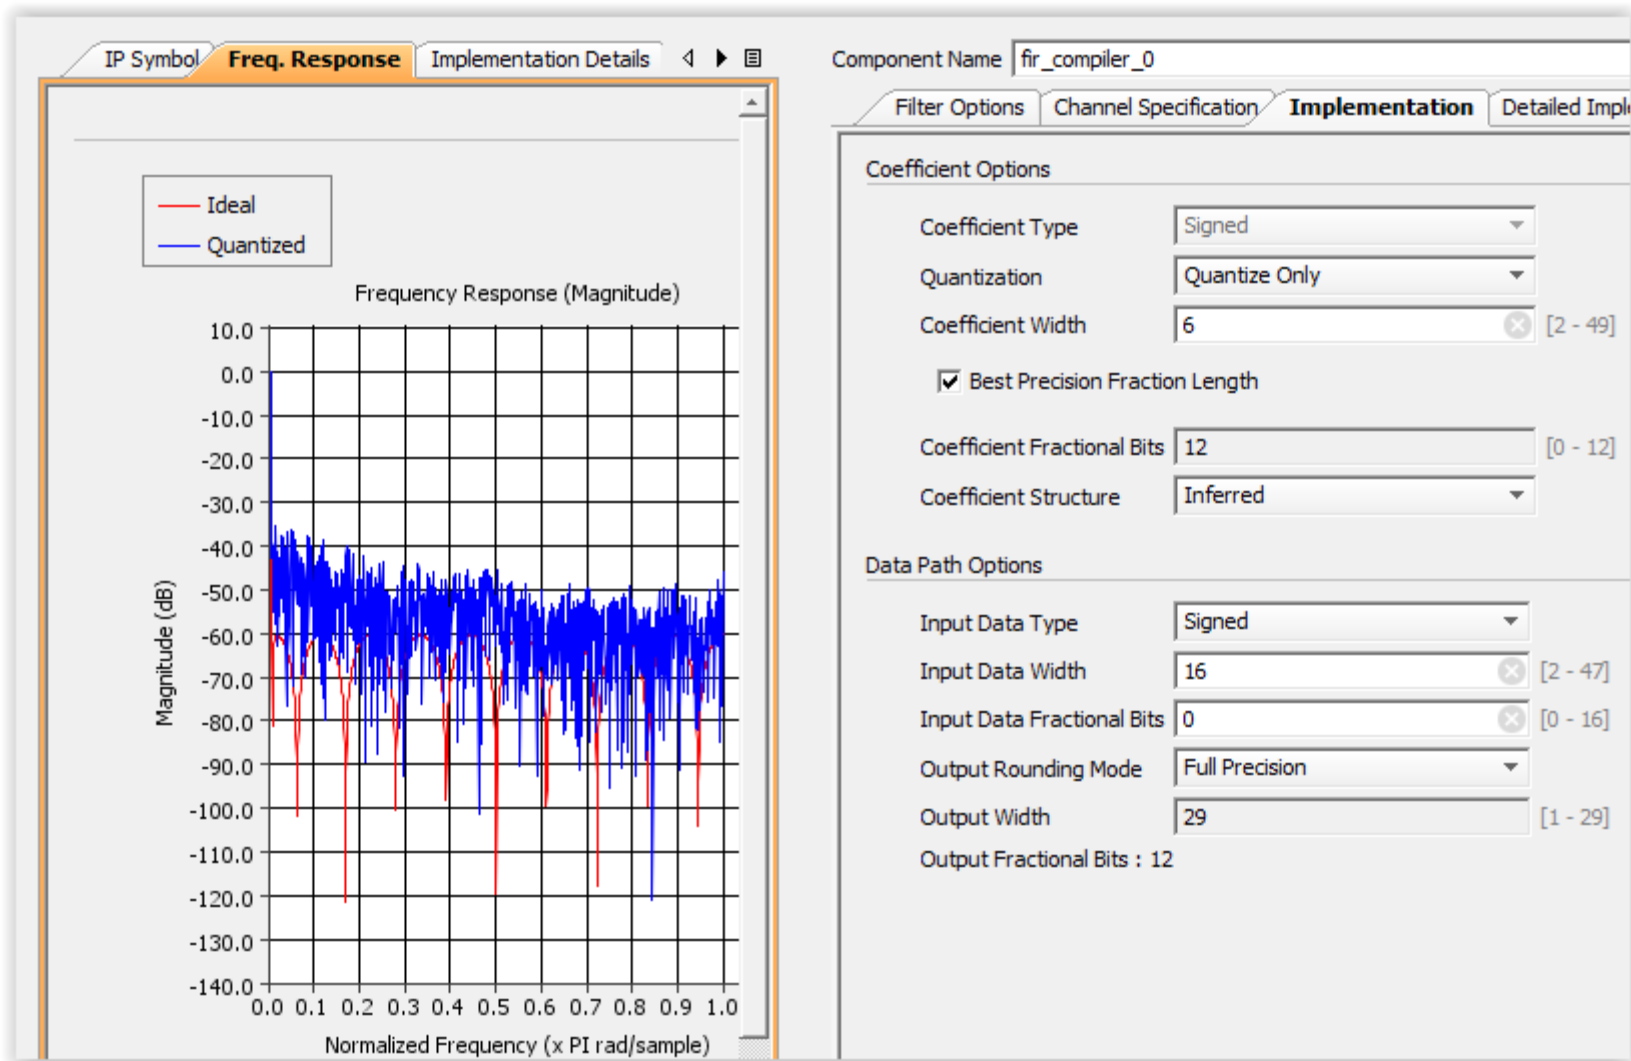 IP Symbol Freq. Response Implementation Details
Ideal
Quantized
Frequency Response (Magnitude)
10.0
0.0
-10.0
-20.0
-30.0
-40.0
-50.0
-60.0
-70.0
-80.0
-90.0
-100.0
-110.0
-120.0
-130.0
-140.0
Magnitude (dB)
0.0 0.1 0.2 0.3 0.4 0.5 0.6 0.7 0.8 0.9 1.0
Normalized Frequency (x PI rad/sample)
Component Name fir_compiler_0
Filter Options Channel Specification Implementation Detailed Imple
Coefficient Options
Coefficient Type Signed
Quantization Quantize Only
Coefficient Width 6 [2 - 49]
Best Precision Fraction Length
Coefficient Fractional Bits 12 [0 - 12]
Coefficient Structure Inferred
Data Path Options
Input Data Type Signed
Input Data Width 16 [2 - 47]
Input Data Fractional Bits 0 [0 - 16]
Output Rounding Mode Full Precision
Output Width 29 [1 - 29]
Output Fractional Bits : 12